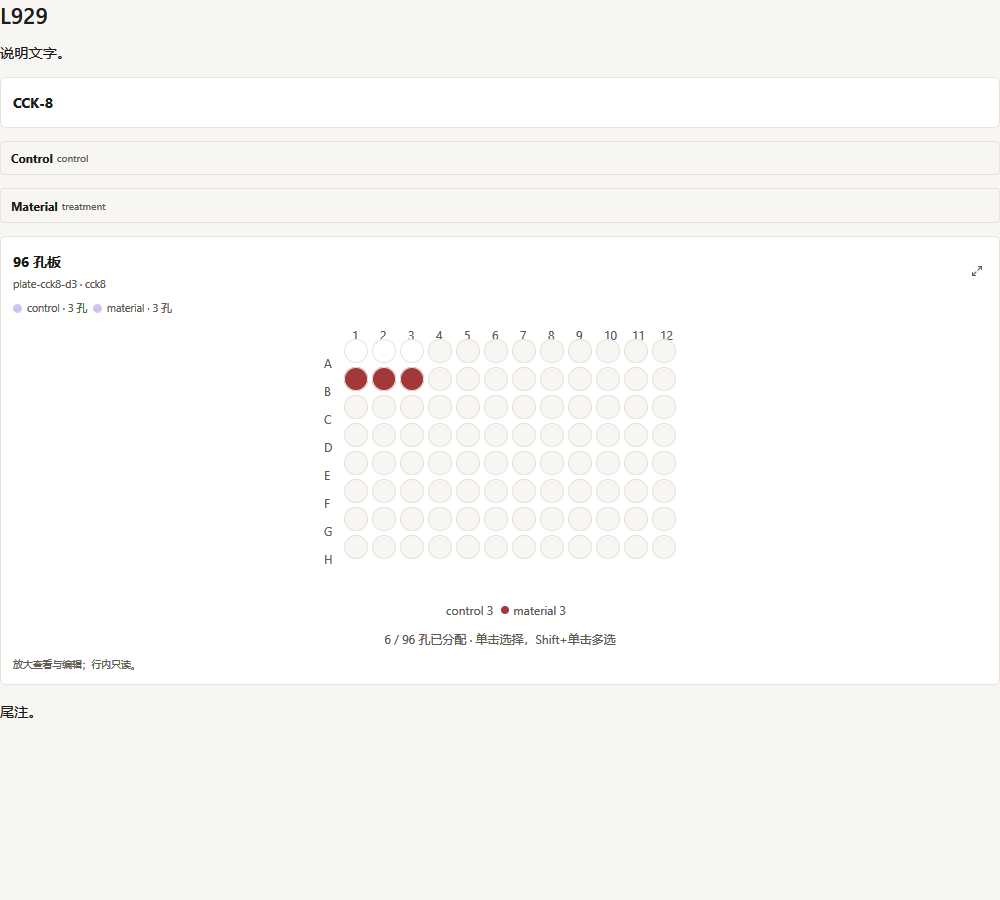 L929
说明文字。
CCK-8
Control control
Material treatment
96 孔板
plate-cck8-d3 · cck8
control · 3 孔 material · 3 孔
1 2 3 4 5 6 7 8 9 10 11 12
A
B
C
D
E
F
G
H
control 3 material 3
6 / 96 孔已分配 · 单击选择，Shift+单击多选
放大查看与编辑；行内只读。
尾注。